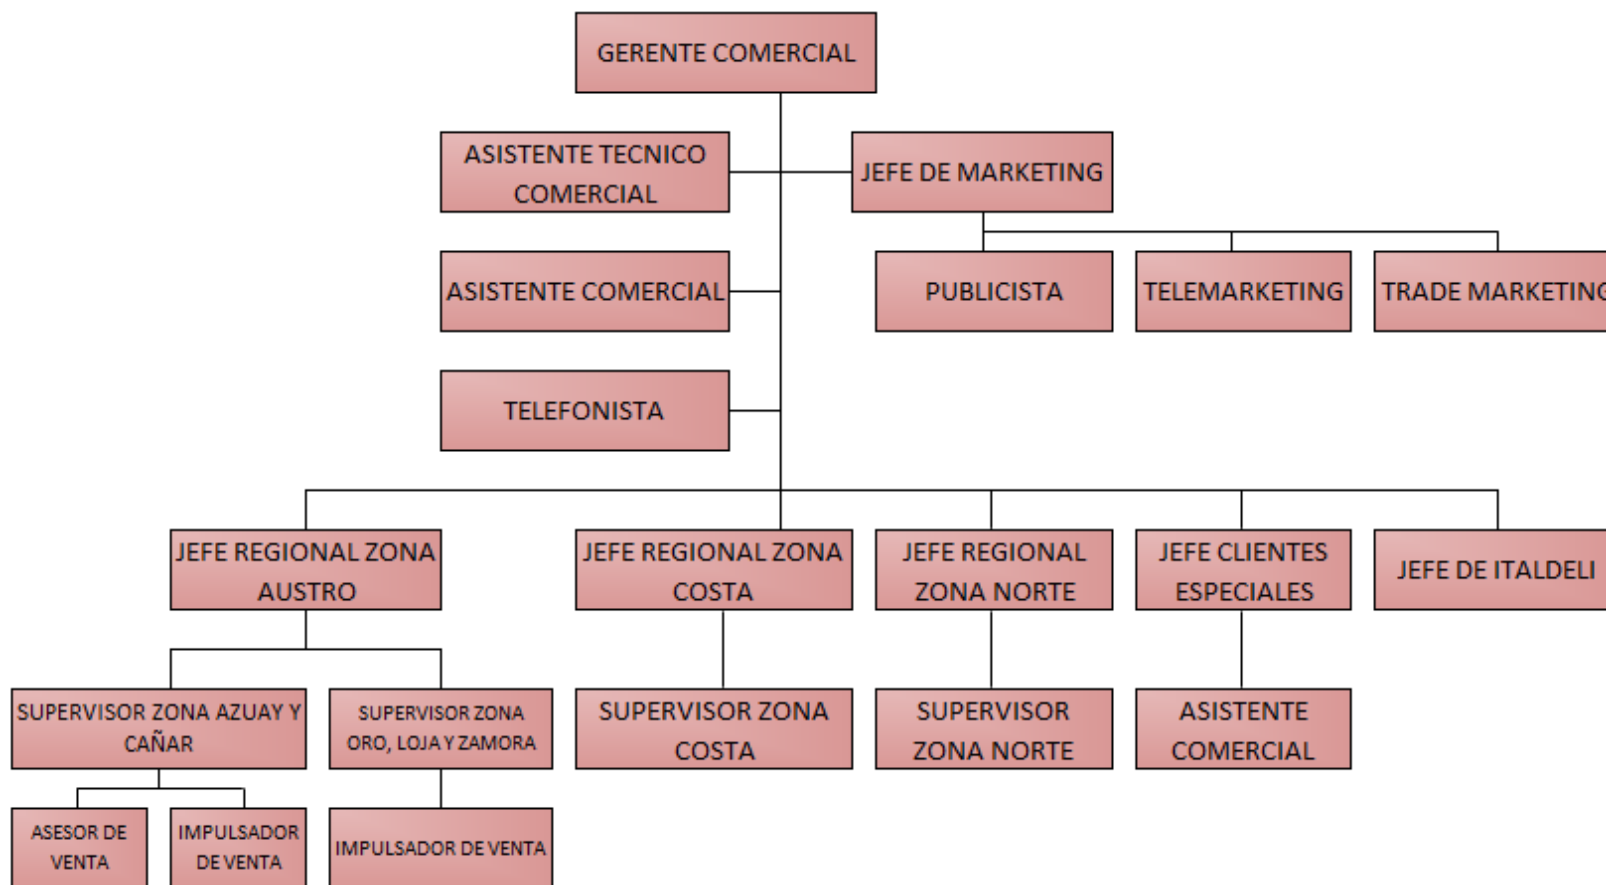 GERENTE COMERCIAL
ASISTENTE TECNICO
COMERCIAL
JEFE DE MARKETING
ASISTENTE COMERCIAL
PUBLICISTA
TELEMARKETING
TRADE MARKETING
TELEFONISTA
JEFE REGIONAL ZONA
AUSTRO
JEFE REGIONAL ZONA
COSTA
JEFE REGIONAL
ZONA NORTE
JEFE CLIENTES
ESPECIALES
JEFE DE ITALDELI
SUPERVISOR ZONA AZUAY Y
CAÑAR
SUPERVISOR ZONA
ORO, LOJA Y ZAMORA
SUPERVISOR ZONA
COSTA
SUPERVISOR
ZONA NORTE
ASISTENTE
COMERCIAL
ASESOR DE
VENTA
IMPULSADOR
DE VENTA
IMPULSADOR DE VENTA